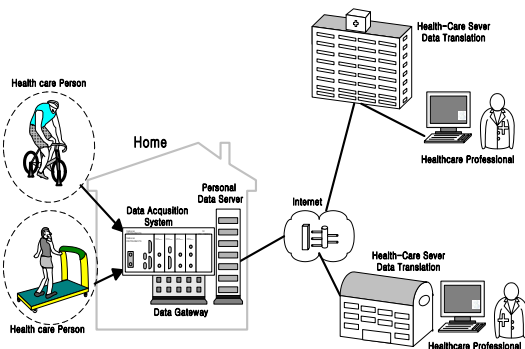 Health-Care Sever
Data Translation
Health care Person
Healthcare Professional
Home
Personal
Data Server
Data Acqusition
System
Internet
Data Gateway
Health care Person
Health-Care Sever
Data Translation
Healthcare Professional